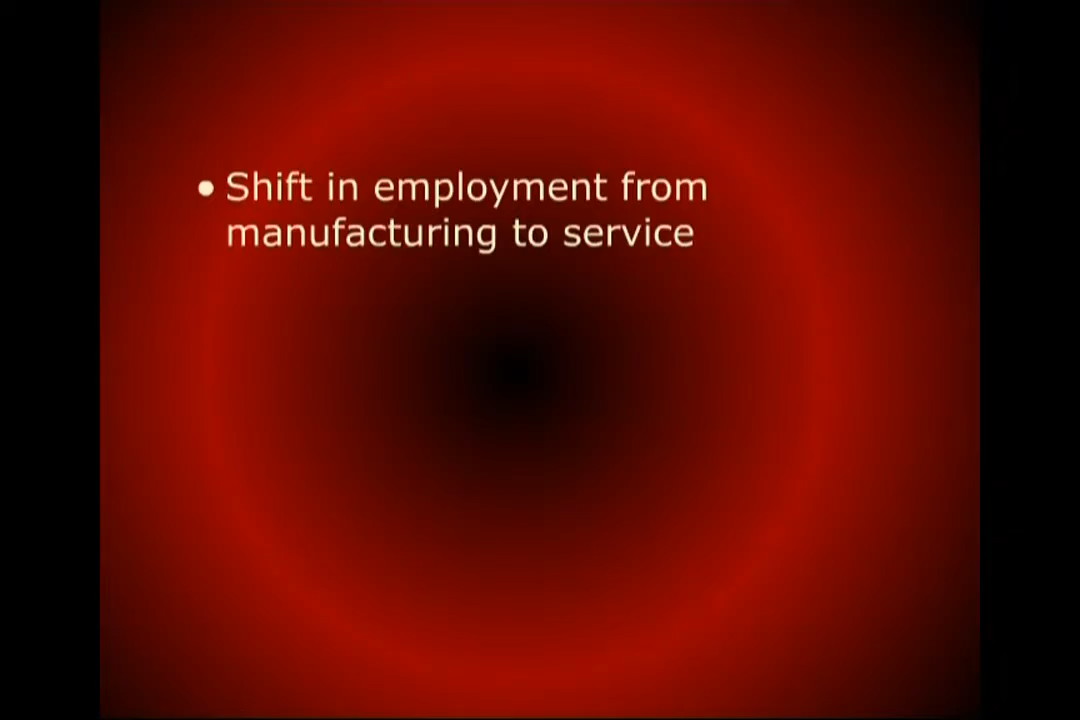 • Shift in employment from
manufacturing to service